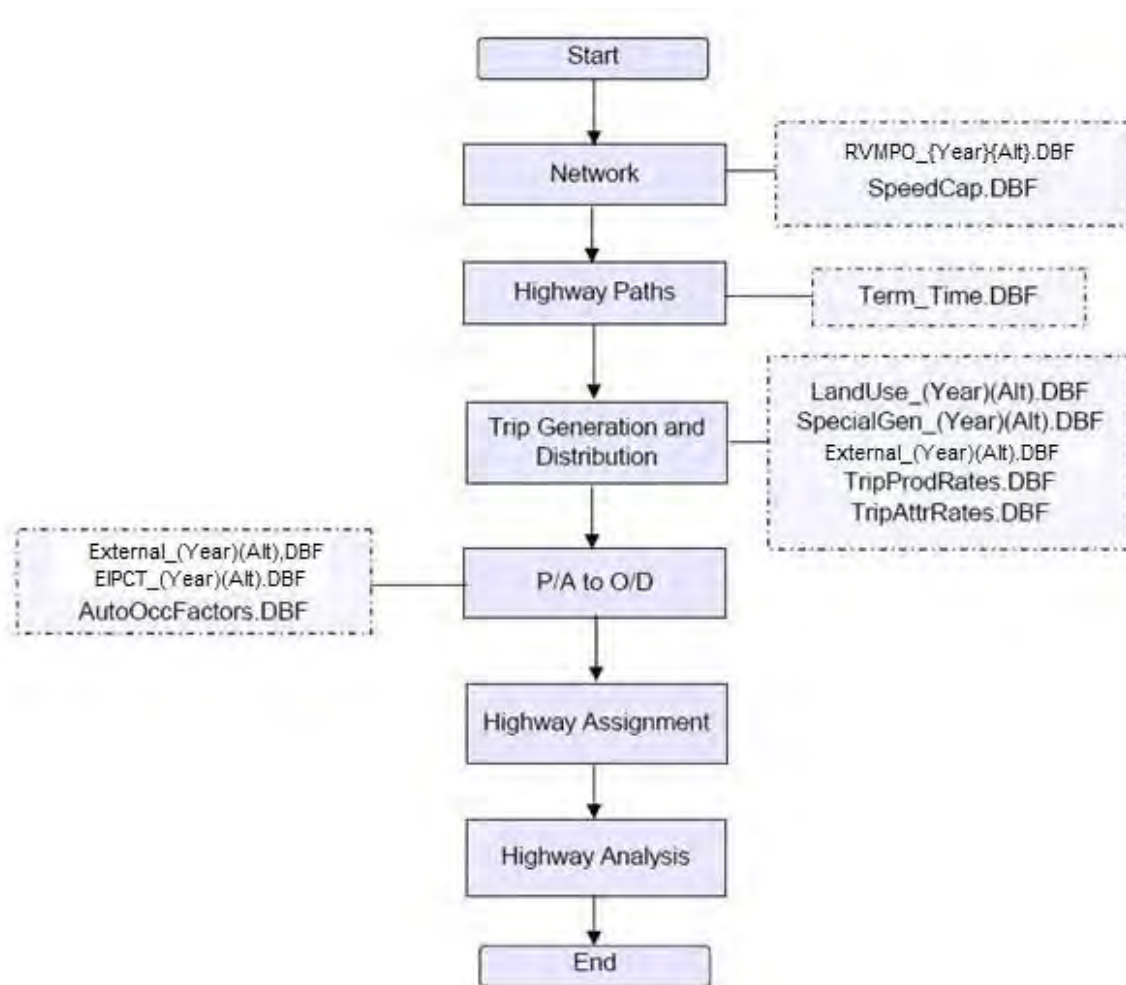 Start
Network
RVMPO_{Year}{Alt}.DBF
SpeedCap.DBF
Highway Paths
Term_Time.DBF
Trip Generation and
Distribution
LandUse_(Year)(Alt).DBF
SpecialGen_(Year)(Alt).DBF
External_(Year)(Alt).DBF
TripProdRates.DBF
TripAttrRates.DBF
External_(Year)(Alt),DBF
EIPCT_(Year)(Alt).DBF
AutoOccFactors.DBF
P/A to O/D
Highway Assignment
Highway Analysis
End